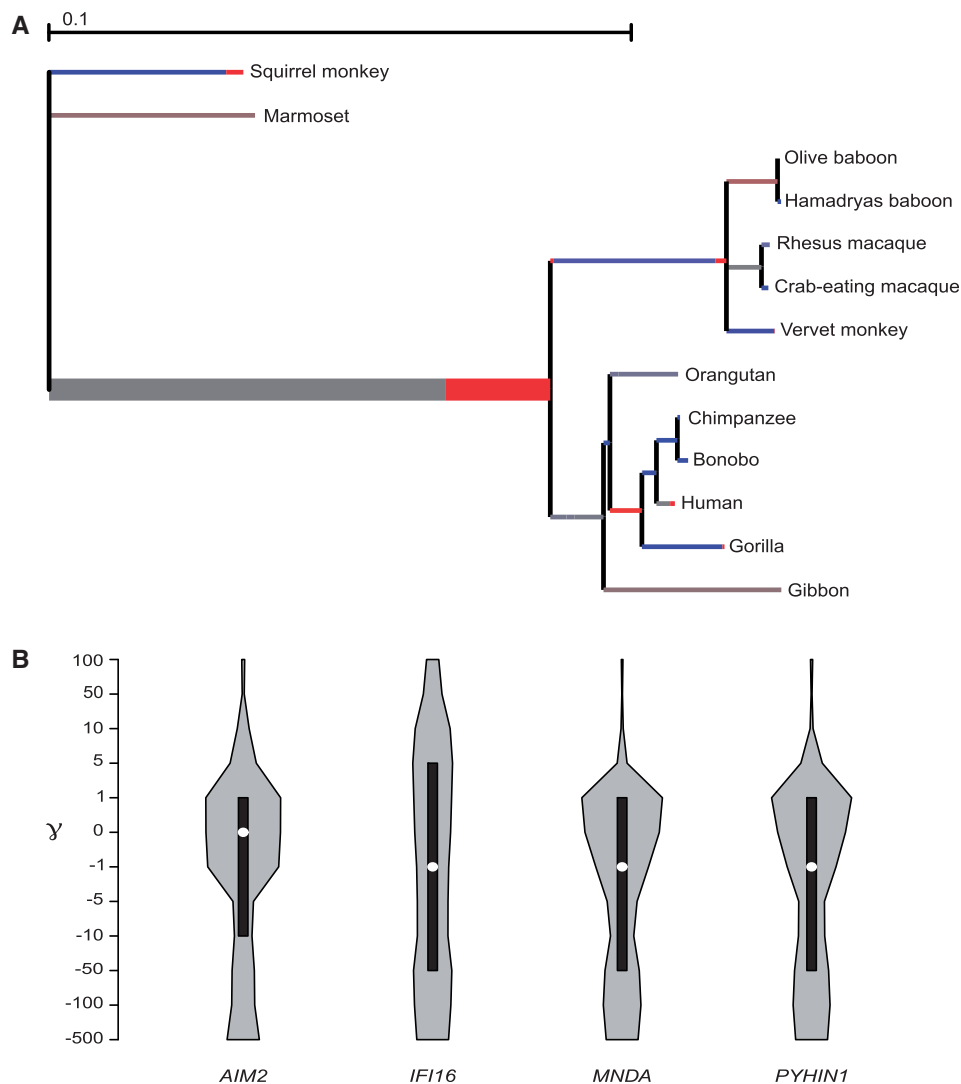 A
0.1
Squirrel monkey
Marmoset
Olive baboon
Hamadryas baboon
Rhesus macaque
Crab-eating macaque
Vervet monkey
Orangutan
Chimpanzee
Bonobo
Human
Gorilla
Gibbon
B
100
50
10
5
1
0
-1
-5
-10
-50
-100
-500
γ
AIM2 IFI16 MNDA PYHIN1